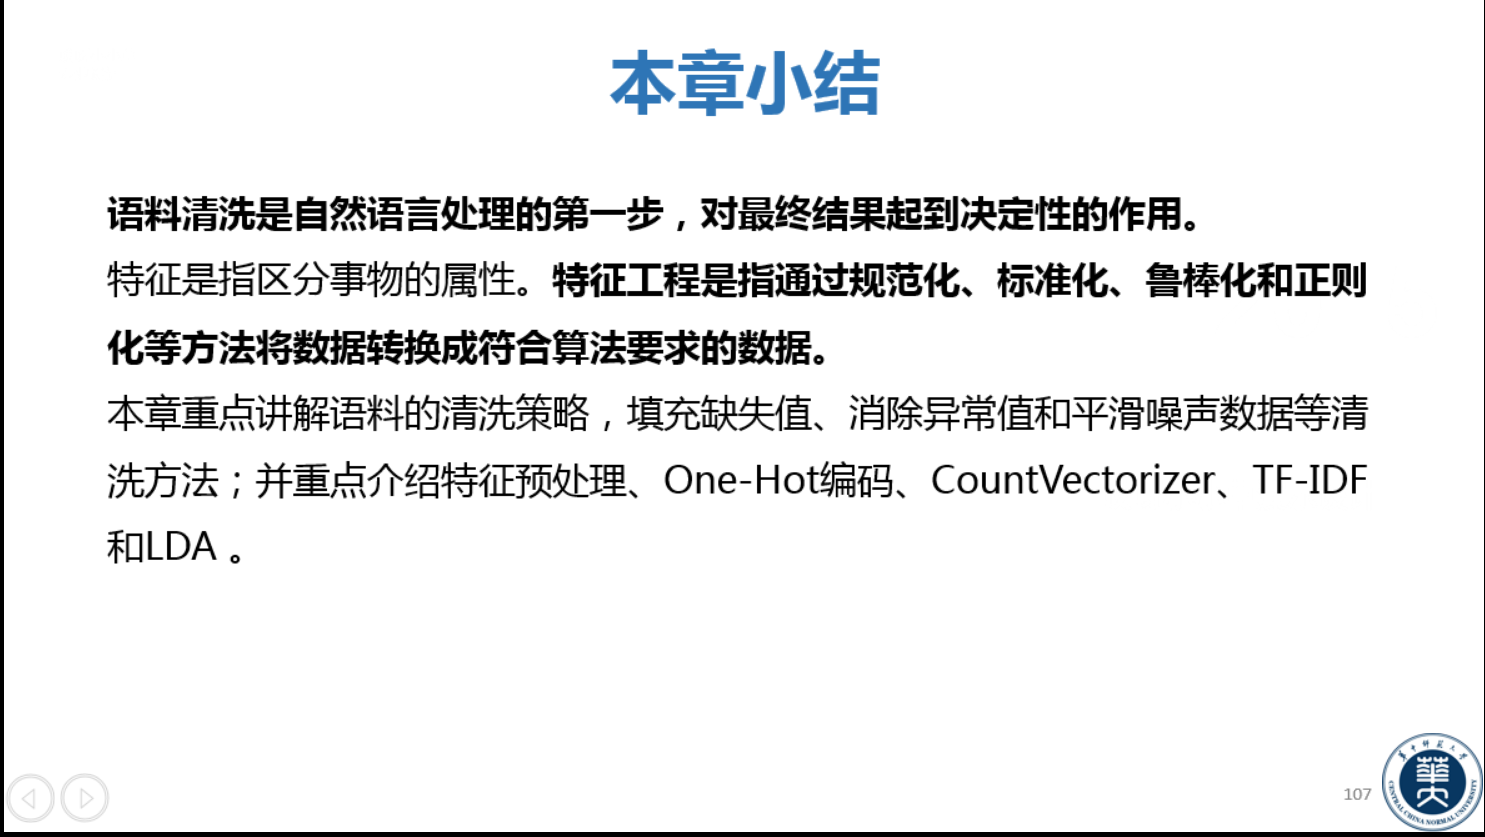 本章小结
语料清洗是自然语言处理的第一步，对最终结果起到决定性的作用。
特征是指区分事物的属性。特征工程是指通过规范化、标准化、鲁棒化和正则
化等方法将数据转换成符合算法要求的数据。
本章重点讲解语料的清洗策略，填充缺失值、消除异常值和平滑噪声数据等清
洗方法；并重点介绍特征预处理、One-Hot编码、CountVectorizer、TF-IDF
和LDA 。
107
华中师范大学
CENTRAL CHINA NORMAL UNIVERSITY